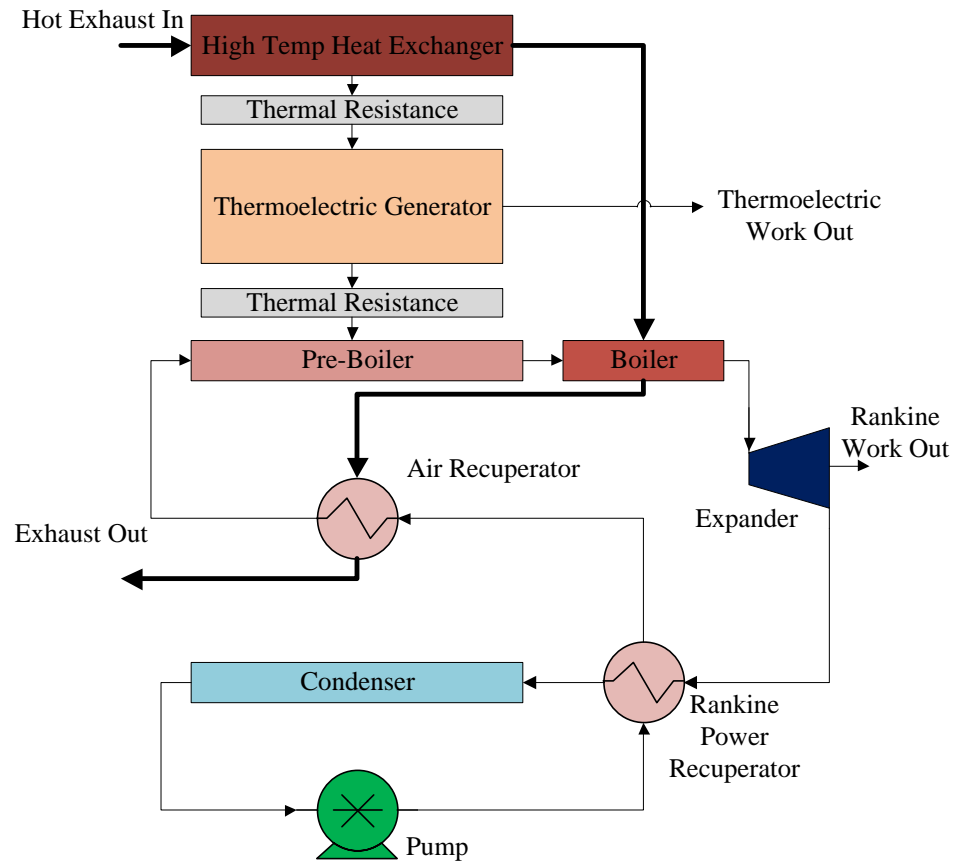 Hot Exhaust In
High Temp Heat Exchanger
Thermal Resistance
Thermoelectric Generator
Thermoelectric
Work Out
Thermal Resistance
Pre-Boiler
Boiler
Rankine
Work Out
Air Recuperator
Expander
Exhaust Out
Condenser
Rankine
Power
Recuperator
Pump